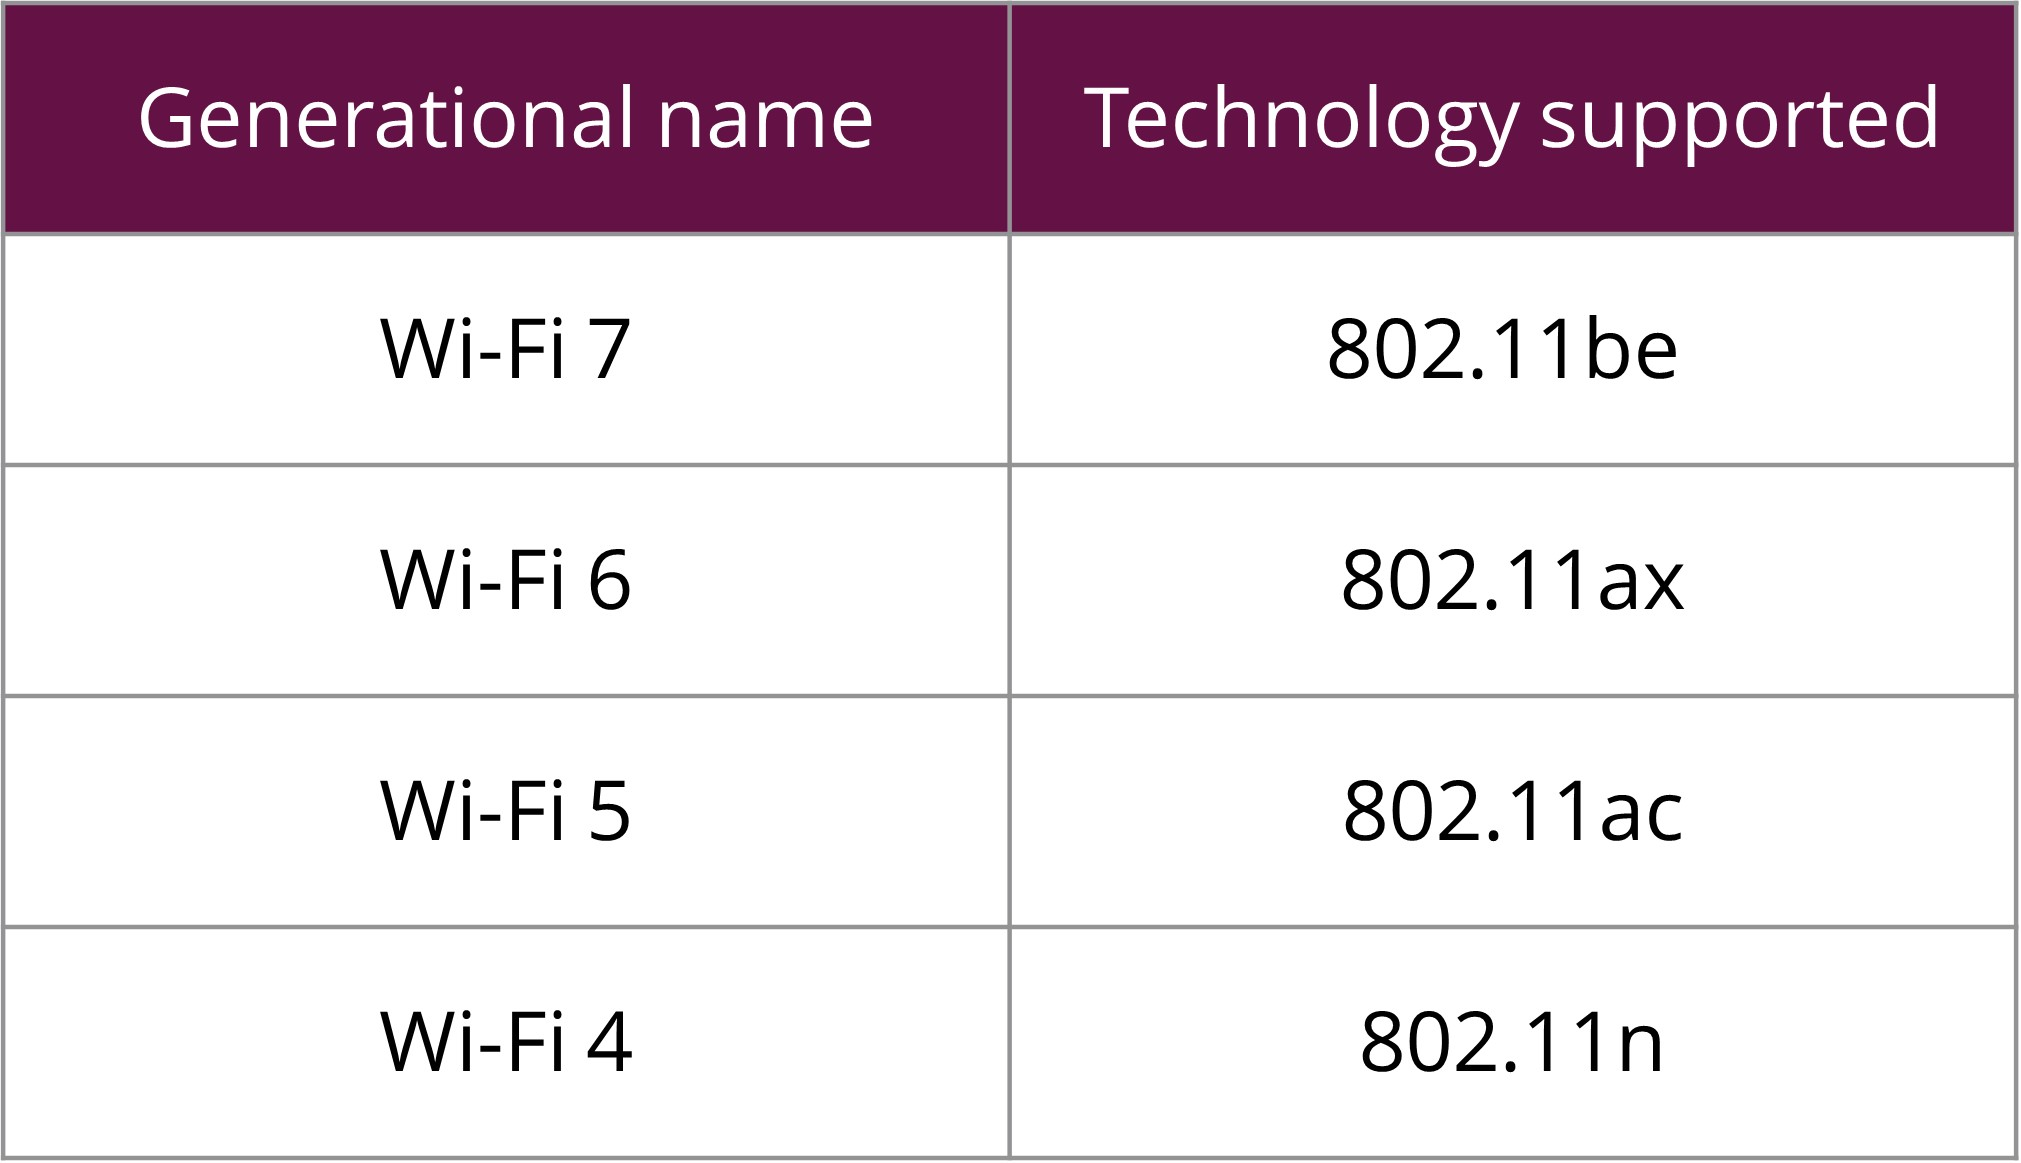 Generational name Technology supported
Wi-Fi 7 802.11be
Wi-Fi 6 802.11ax
Wi-Fi 5 802.11ac
Wi-Fi 4 802.11n